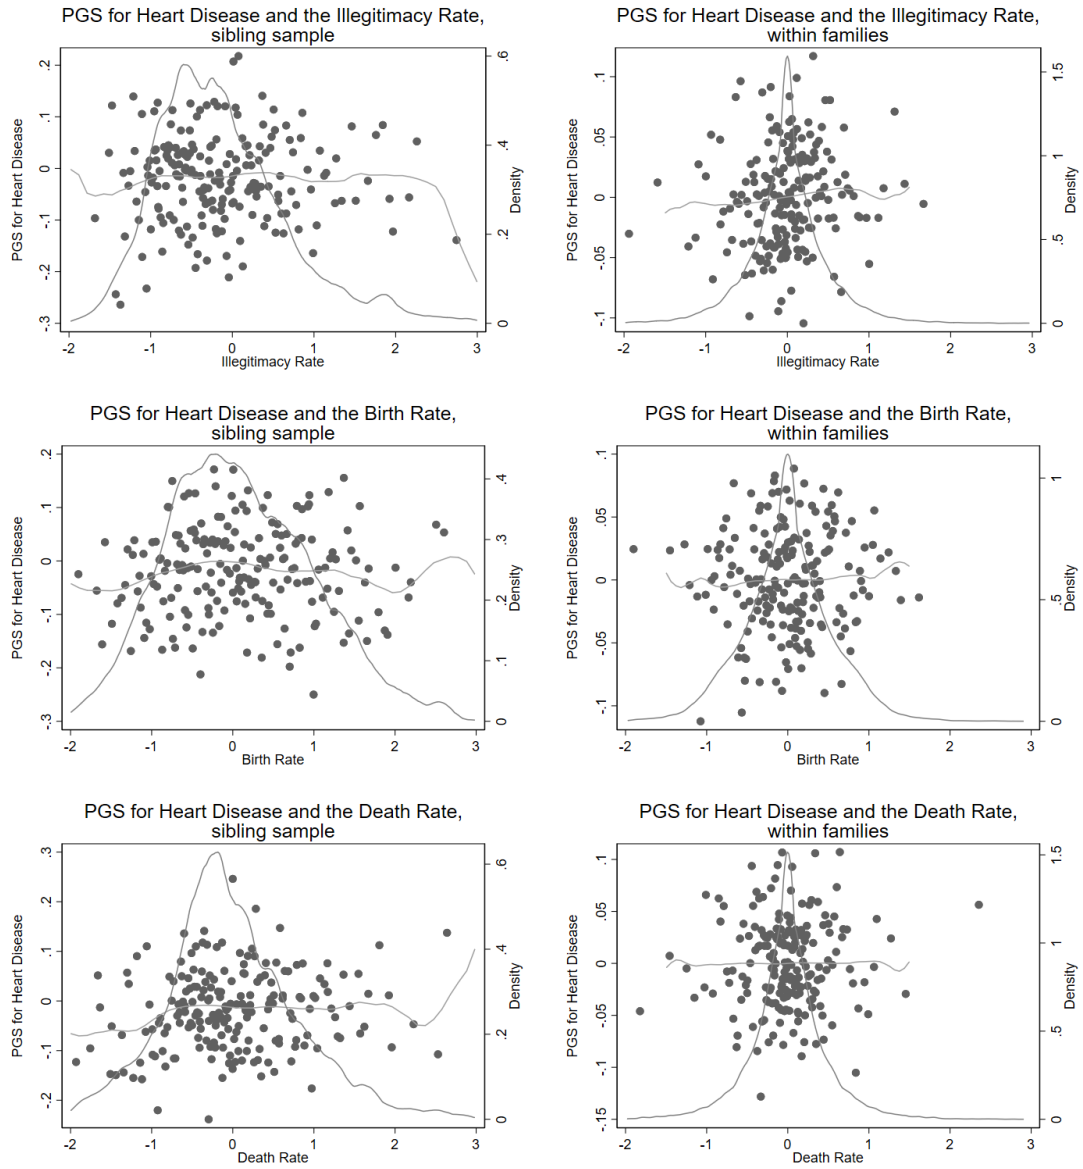 PGS for Heart Disease and the Illegitimacy Rate,
sibling sample
PGS for Heart Disease
.2
.1
0
-.1
-.2
-.3
-2 -1 0 1 2 3
Illegitimacy Rate
.6
.4
.2
0
Density
PGS for Heart Disease and the Illegitimacy Rate,
within families
PGS for Heart Disease
.1
.05
0
-.05
-.1
-2 -1 0 1 2 3
Illegitimacy Rate
1.5
1
.5
0
Density
PGS for Heart Disease and the Birth Rate,
sibling sample
PGS for Heart Disease
.2
.1
0
-.1
-.2
-.3
-2 -1 0 1 2 3
Birth Rate
.4
.3
.2
.1
0
Density
PGS for Heart Disease and the Birth Rate,
within families
PGS for Heart Disease
.1
.05
0
-.05
-.1
-2 -1 0 1 2 3
Birth Rate
1
.5
0
Density
PGS for Heart Disease and the Death Rate,
sibling sample
PGS for Heart Disease
.3
.2
.1
0
-.1
-.2
-2 -1 0 1 2 3
Death Rate
.6
.4
.2
0
Density
PGS for Heart Disease and the Death Rate,
within families
PGS for Heart Disease
.1
.05
0
-.05
-.1
-.15
-2 -1 0 1 2 3
Death Rate
1.5
1
.5
0
Density